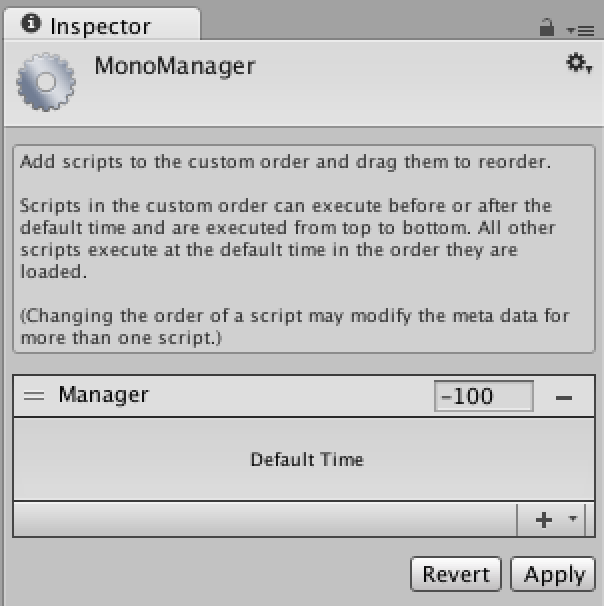 Inspector
MonoManager
Add scripts to the custom order and drag them to reorder.
Scripts in the custom order can execute before or after the
default time and are executed from top to bottom. All other
scripts execute at the default time in the order they are
loaded.
(Changing the order of a script may modify the meta data for
more than one script.)
Manager -100
Default Time
Revert Apply